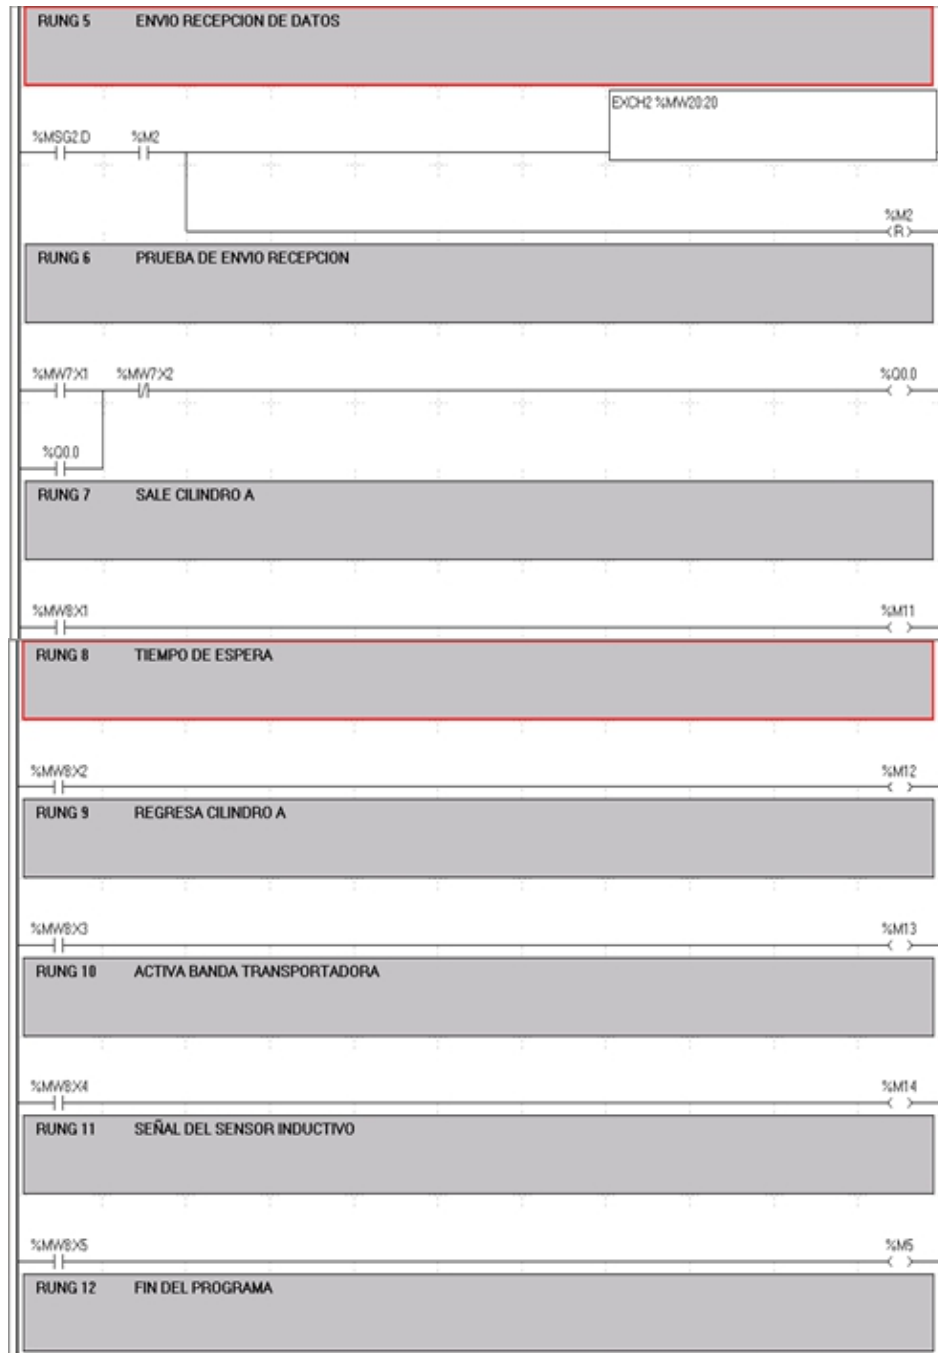 RUNG 5 ENVIO RECEPCION DE DATOS
EXCH2 %MW20:20
%MSG2.D %M2
%M2
R
RUNG 6 PRUEBA DE ENVIO RECEPCION
%MW7:X1 %MW7:X2 %Q0.0
%Q0.0
RUNG 7 SALE CILINDRO A
%MW8:X1 %M11
RUNG 8 TIEMPO DE ESPERA
%MW8:X2 %M12
RUNG 9 REGRESA CILINDRO A
%MW8:X3 %M13
RUNG 10 ACTIVA BANDA TRANSPORTADORA
%MW8:X4 %M14
RUNG 11 SEÑAL DEL SENSOR INDUCTIVO
%MW8:X5 %M5
RUNG 12 FIN DEL PROGRAMA